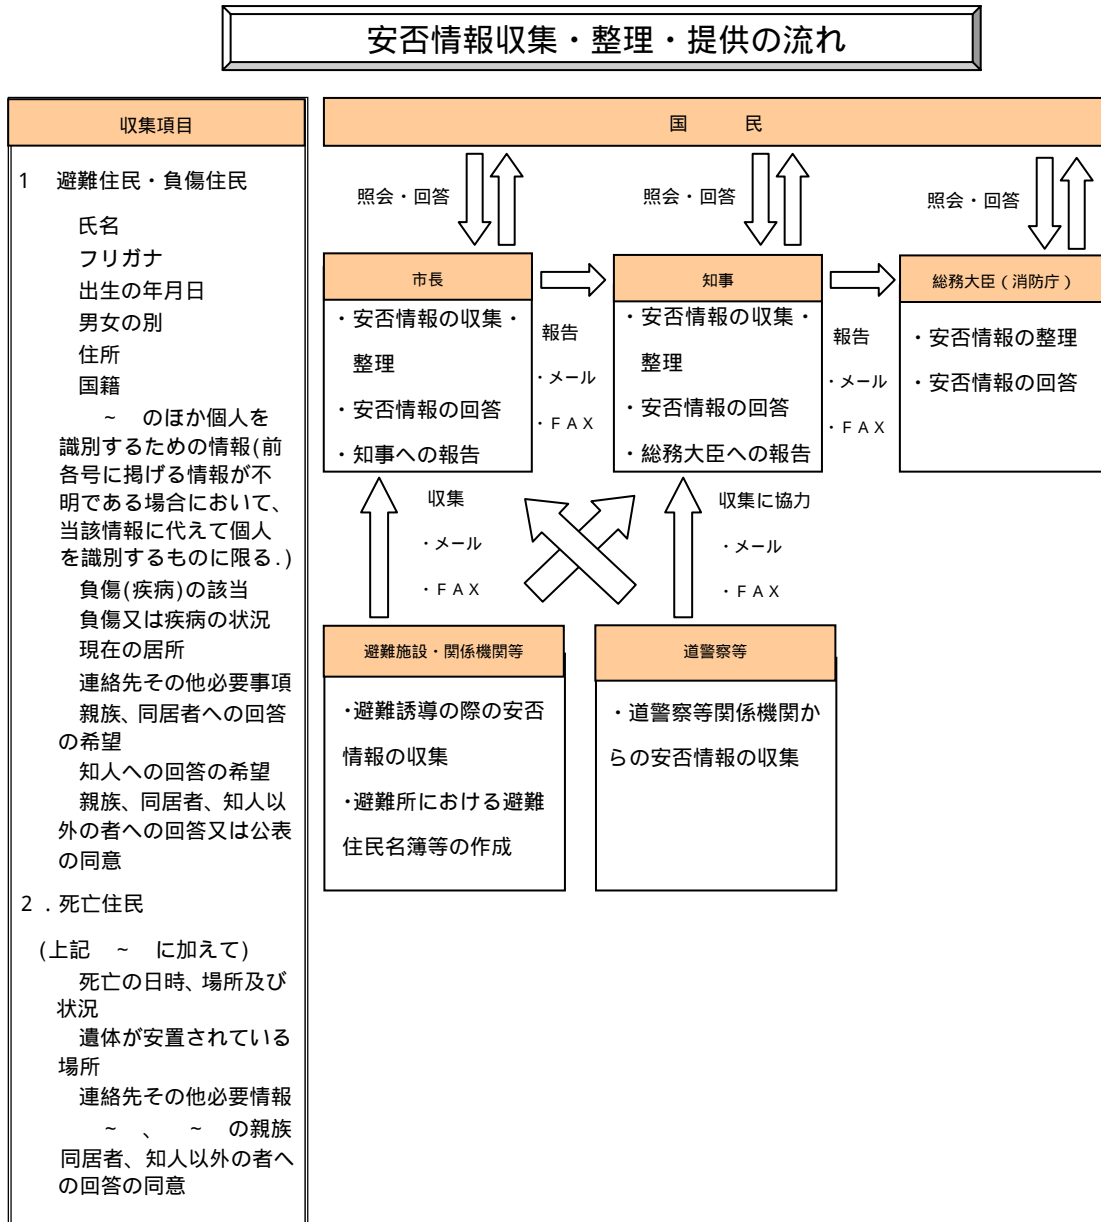 安否情報収集・整理・提供の流れ
収集項目
1 避難住民・負傷住民
氏名
フリガナ
出生の年月日
男女の別
住所
国籍
～ のほか個人を
識別するための情報(前
各号に掲げる情報が不
明である場合において、
当該情報に代えて個人
を識別するものに限る.)
負傷(疾病)の該当
負傷又は疾病の状況
現在の居所
連絡先その他必要事項
親族、同居者への回答
の希望
知人への回答の希望
親族、同居者、知人以
外の者への回答又は公表
の同意
2 .死亡住民
(上記 ～ に加えて)
死亡の日時、場所及び
状況
遺体が安置されている
場所
連絡先その他必要情報
～ 、 ～ の親族
同居者、知人以外の者へ
の回答の同意
国 民
照会・回答
照会・回答
照会・回答
市長
・安否情報の収集・
整理
・安否情報の回答
・知事への報告
報告
・メール
・ＦＡＸ
知事
・安否情報の収集・
整理
・安否情報の回答
・総務大臣への報告
報告
・メール
・ＦＡＸ
総務大臣（消防庁）
・安否情報の整理
・安否情報の回答
収集
・メール
・ＦＡＸ
収集に協力
・メール
・ＦＡＸ
避難施設・関係機関等
・避難誘導の際の安否
情報の収集
・避難所における避難
住民名簿等の作成
道警察等
・道警察等関係機関か
らの安否情報の収集